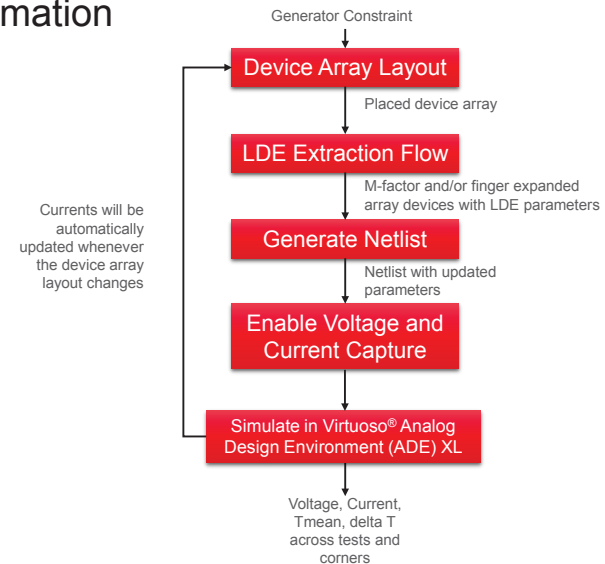 mation
Generator Constraint
Device Array Layout
Placed device array
LDE Extraction Flow
M-factor and/or finger expanded
array devices with LDE parameters
Currents will be
automatically
updated whenever
the device array
layout changes
Generate Netlist
Netlist with updated
parameters
Enable Voltage and
Current Capture
Simulate in Virtuoso® Analog
Design Environment (ADE) XL
Voltage, Current,
Tmean, delta T
across tests and
corners